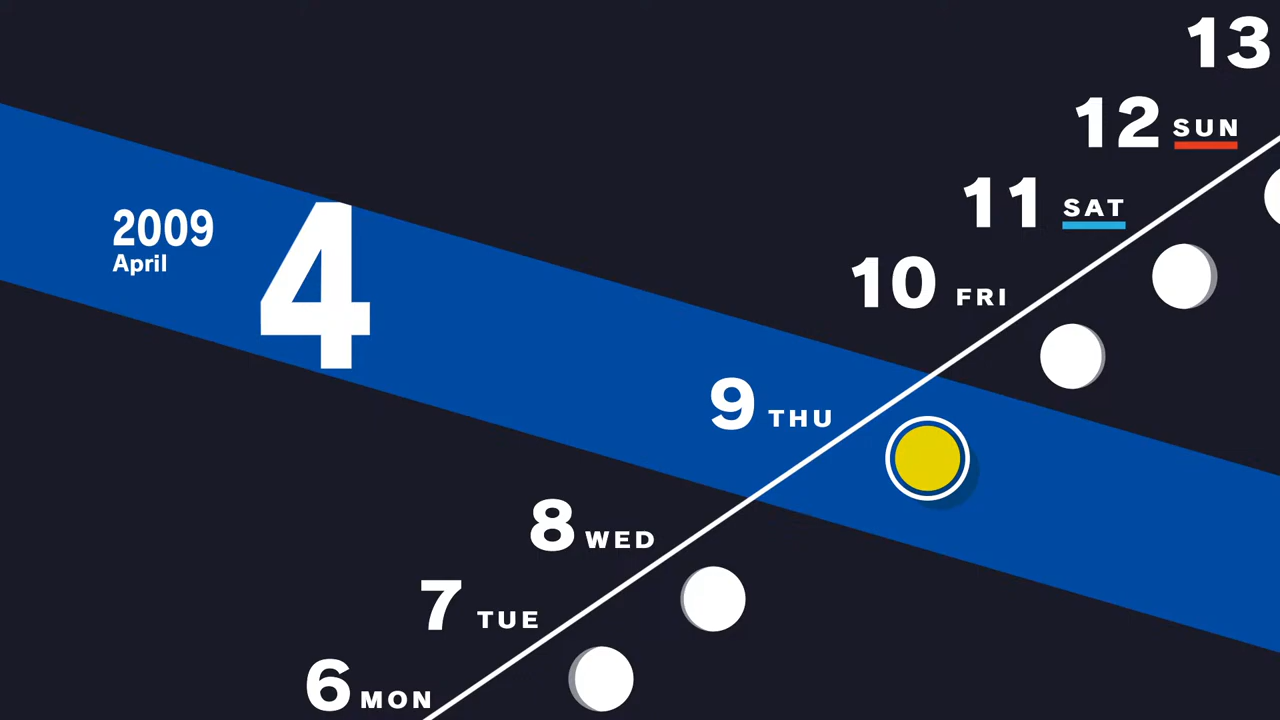 2009
April
4
13
12 SUN
11 SAT
10 FRI
9 THU
8 WED
7 TUE
6 MON